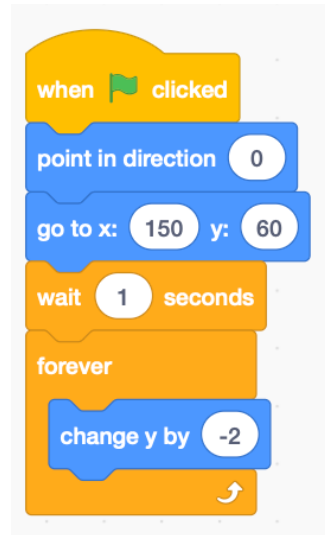 when clicked
point in direction 0
go to x: 150 y: 60
wait 1 seconds
forever
change y by -2